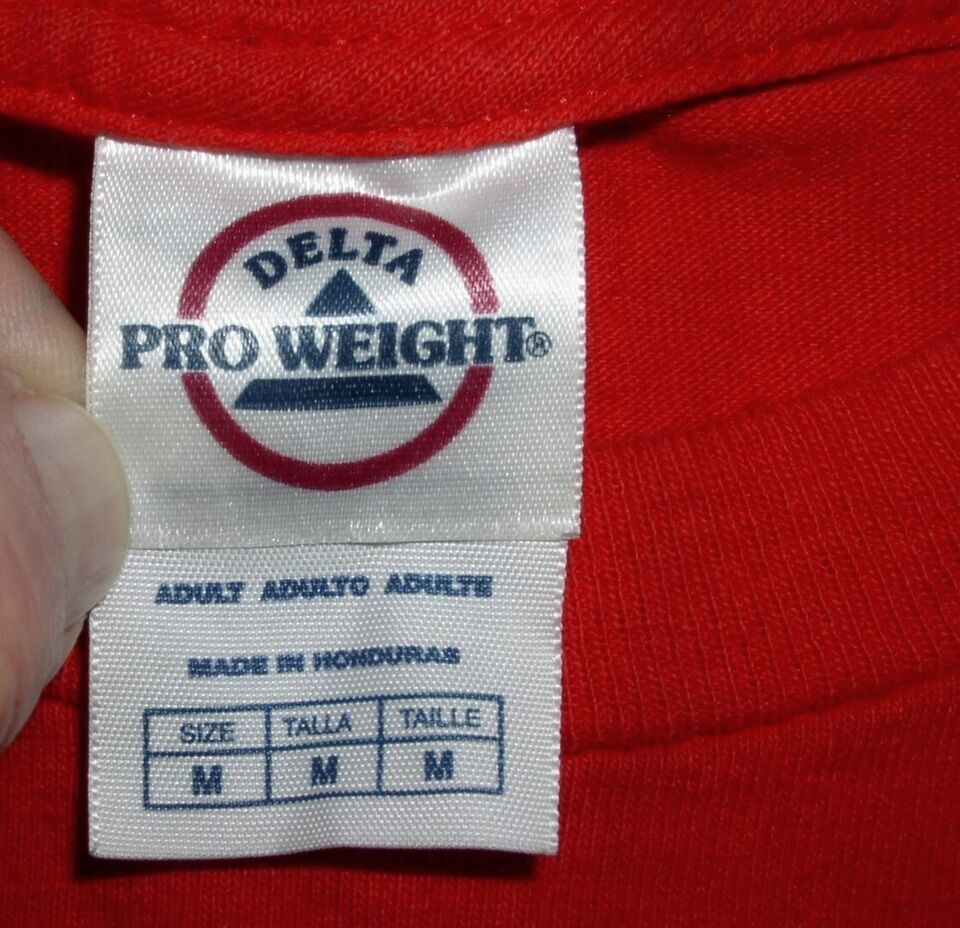 DELTA
PRO WEIGHT®
ADULT ADULTO ADULTE
MADE IN HONDURAS
SIZE TALLA TAILLE
M M M